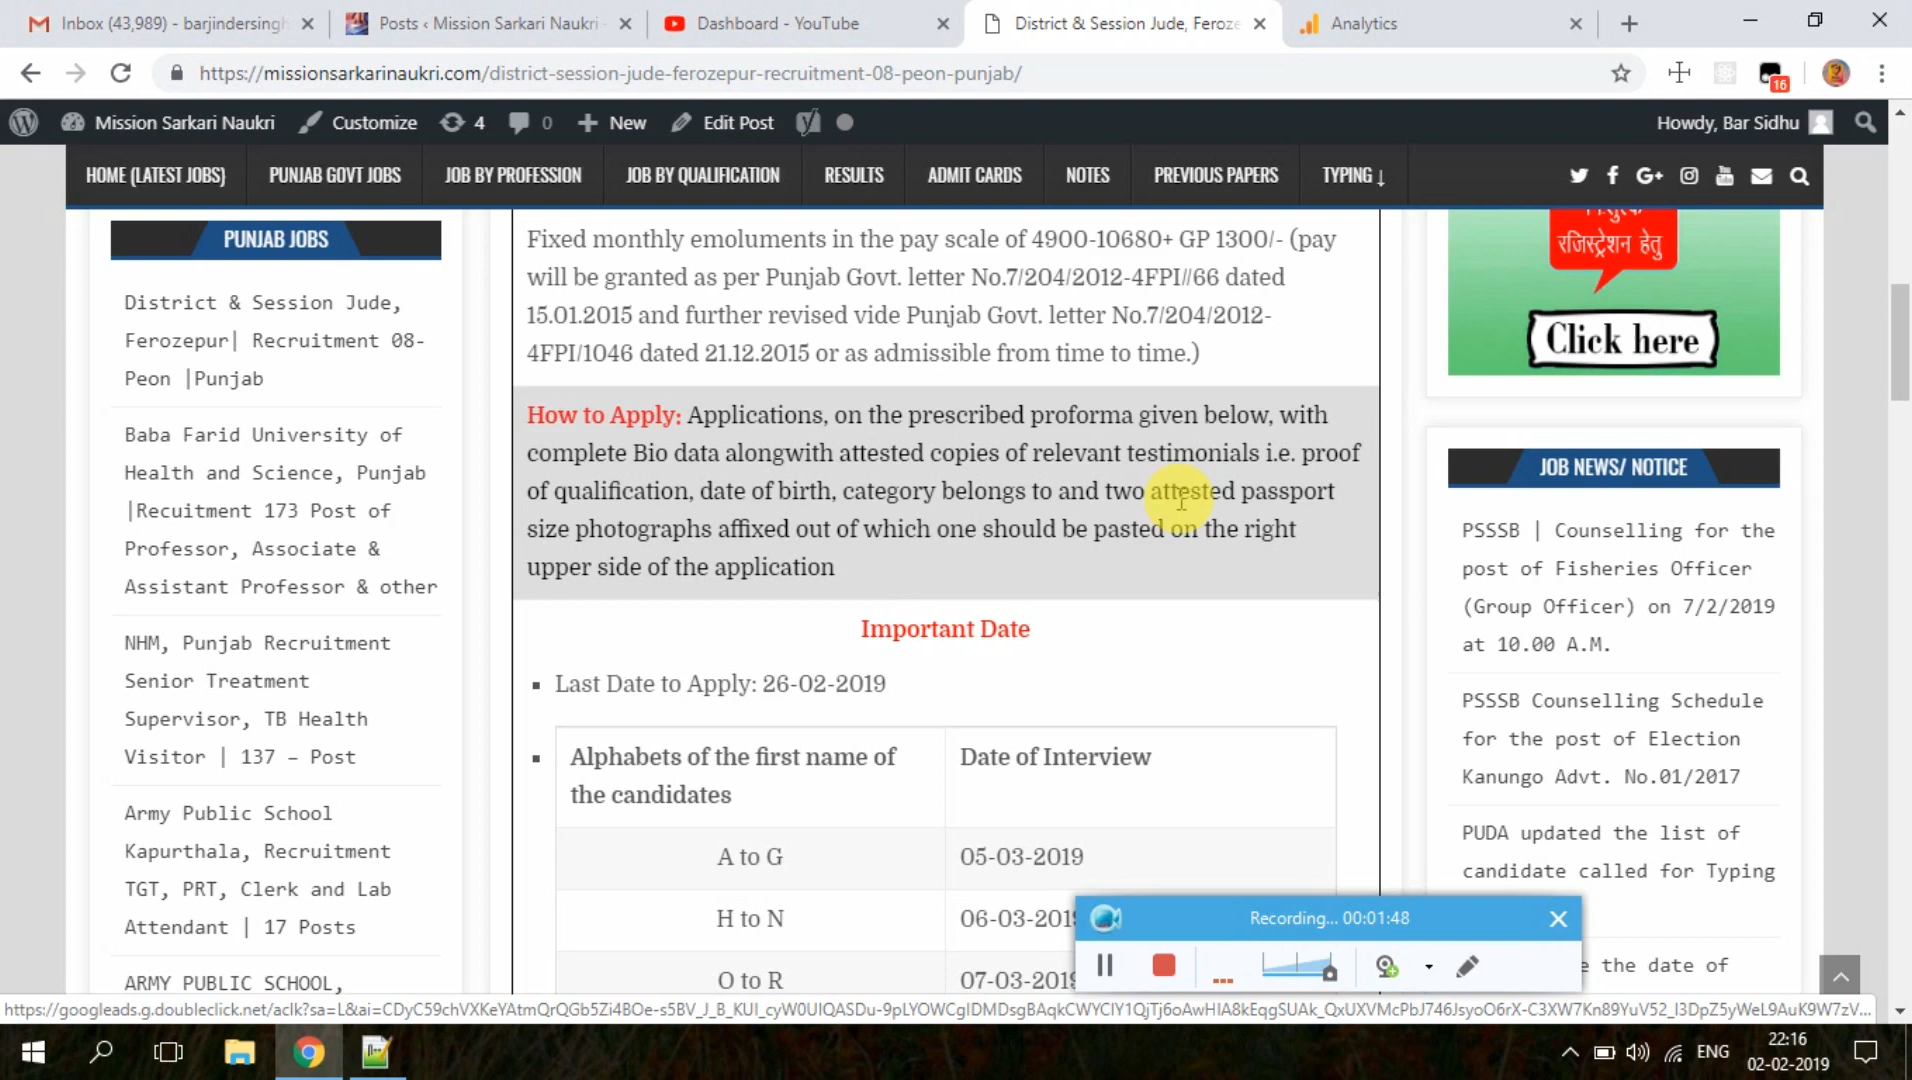 Inbox (43,989) - barjindersingh
Posts ‹ Mission Sarkari Naukri -
Dashboard - YouTube
District & Session Jude, Feroze
Analytics
https://missionsarkarinaukri.com/district-session-jude-ferozepur-recruitment-08-peon-punjab/
16
Mission Sarkari Naukri
Customize
4
0
New
Edit Post
Howdy, Bar Sidhu
HOME (LATEST JOBS)
PUNJAB GOVT JOBS
JOB BY PROFESSION
JOB BY QUALIFICATION
RESULTS
ADMIT CARDS
NOTES
PREVIOUS PAPERS
TYPING↓
PUNJAB JOBS
District & Session Jude,
Ferozepur| Recruitment 08-
Peon |Punjab
Baba Farid University of
Health and Science, Punjab
|Recuitment 173 Post of
Professor, Associate &
Assistant Professor & other
NHM, Punjab Recruitment
Senior Treatment
Supervisor, TB Health
Visitor | 137 – Post
Army Public School
Kapurthala, Recruitment
TGT, PRT, Clerk and Lab
Attendant | 17 Posts
ARMY PUBLIC SCHOOL,
Fixed monthly emoluments in the pay scale of 4900-10680+ GP 1300/- (pay
will be granted as per Punjab Govt. letter No.7/204/2012-4FPI//66 dated
15.01.2015 and further revised vide Punjab Govt. letter No.7/204/2012-
4FPI/1046 dated 21.12.2015 or as admissible from time to time.)
How to Apply: Applications, on the prescribed proforma given below, with
complete Bio data alongwith attested copies of relevant testimonials i.e. proof
of qualification, date of birth, category belongs to and two attested passport
size photographs affixed out of which one should be pasted on the right
upper side of the application
Important Date
▪ Last Date to Apply: 26-02-2019
▪ Alphabets of the first name of
the candidates
Date of Interview
A to G
05-03-2019
H to N
06-03-201
O to R
07-03-201
रजिस्ट्रेशन हेतु
Click here
JOB NEWS/ NOTICE
PSSSB | Counselling for the
post of Fisheries Officer
(Group Officer) on 7/2/2019
at 10.00 A.M.
PSSSB Counselling Schedule
for the post of Election
Kanungo Advt. No.01/2017
PUDA updated the list of
candidate called for Typing
e the date of
Recording... 00:01:48
ENG
22:16
02-02-2019